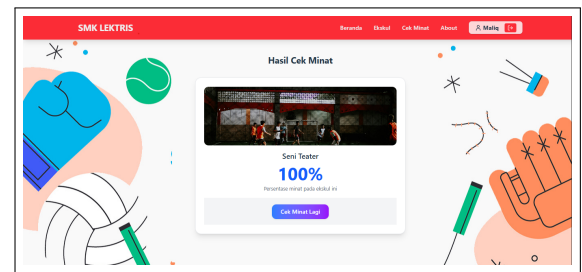 SMK LEKTRIS
Beranda Ekskul Cek Minat About Maliq
Hasil Cek Minat
Seni Teater
100%
Persentase minat pada ekskul ini
Cek Minat Lagi